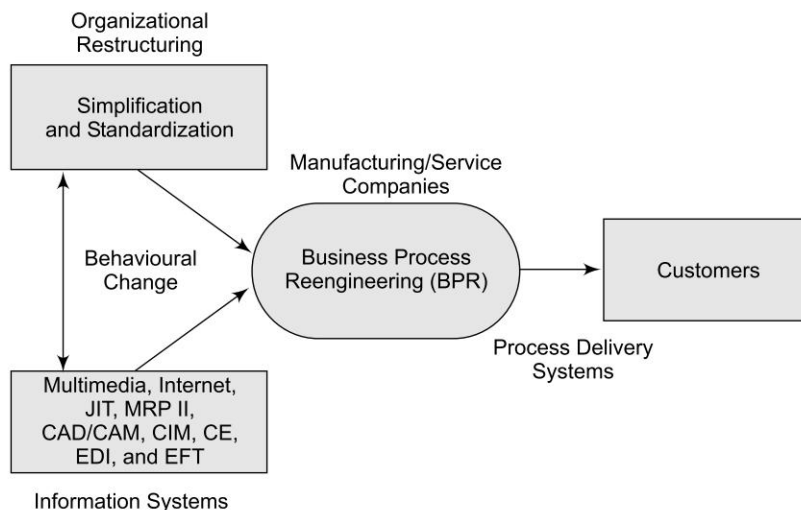 Organizational
Restructuring
Simplification
and Standardization
Manufacturing/Service
Companies
Behavioural
Change
Business Process
Reengineering (BPR)
Customers
Process Delivery
Systems
Multimedia, Internet,
JIT, MRP II,
CAD/CAM, CIM, CE,
EDI, and EFT
Information Systems